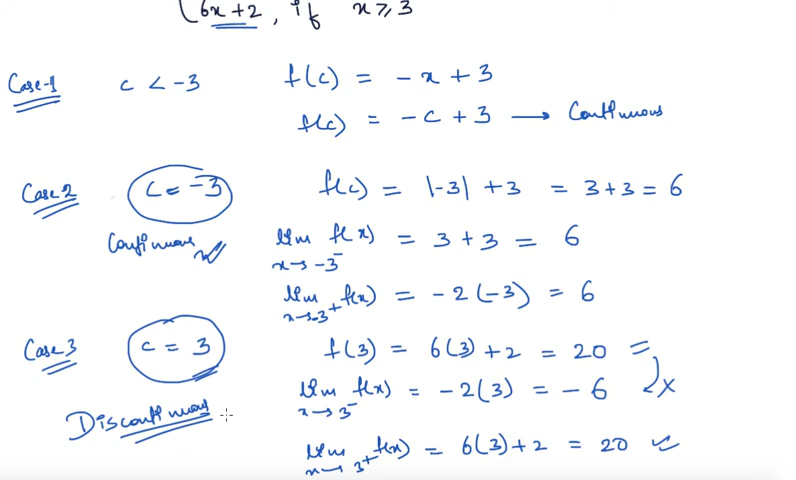 6x+2, if x ≥ 3
Case-1 c < -3 f(c) = -x + 3
f(c) = -c + 3 → Continuous
Case 2 c = -3 f(c) = |-3| + 3 = 3+3 = 6
Continuous ✓ lim x→-3⁻ f(x) = 3 + 3 = 6
lim x→-3⁺ f(x) = -2(-3) = 6
Case 3 c = 3 f(3) = 6(3) + 2 = 20
lim x→3⁻ f(x) = -2(3) = -6 x
Discontinuous
lim x→3⁺ f(x) = 6(3)+2 = 20 ✓